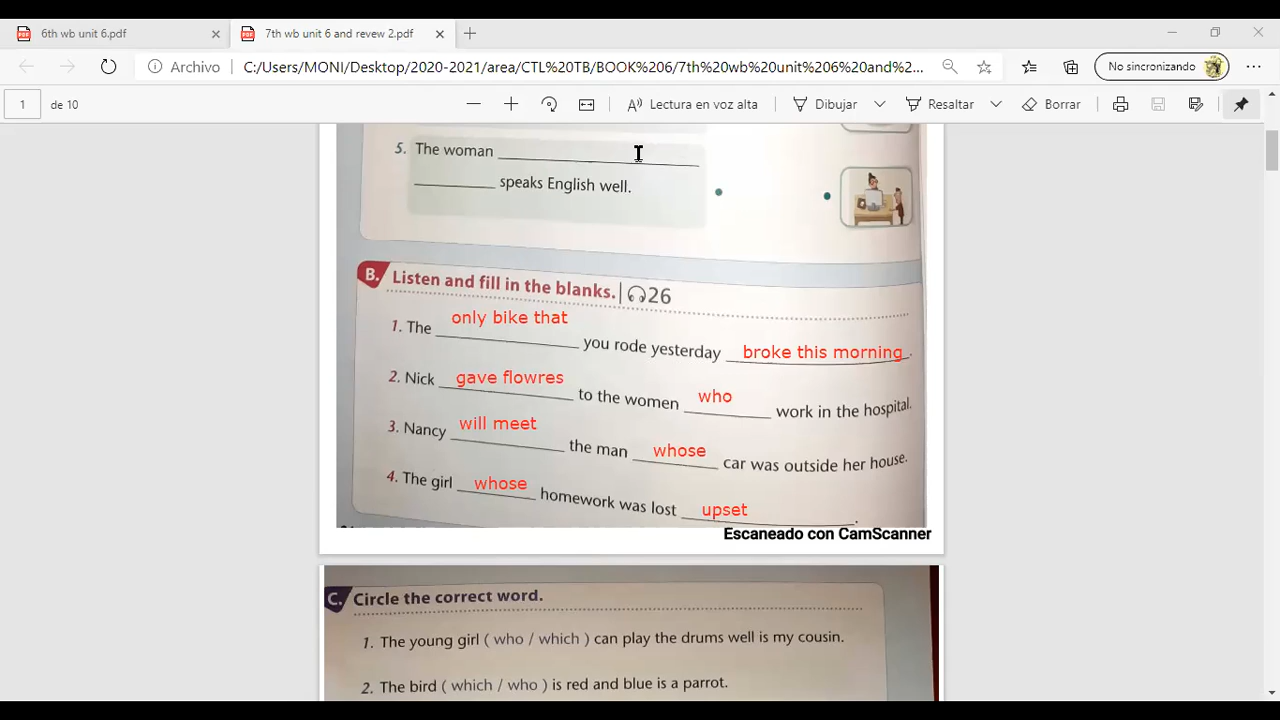 6th wb unit 6.pdf
7th wb unit 6 and revew 2.pdf
Archivo C:/Users/MONI/Desktop/2020-2021/area/CTL%20TB/BOOK%206/7th%20wb%20unit%206%20and%2... No sincronizando
1 de 10 Lectura en voz alta Dibujar Resaltar Borrar
5. The woman
speaks English well.
B. Listen and fill in the blanks. 26
1. The only bike that you rode yesterday broke this morning.
2. Nick gave flowres to the women who work in the hospital.
3. Nancy will meet the man whose car was outside her house.
4. The girl whose homework was lost upset.
Escaneado con CamScanner
C. Circle the correct word.
1. The young girl ( who / which ) can play the drums well is my cousin.
2. The bird ( which / who ) is red and blue is a parrot.